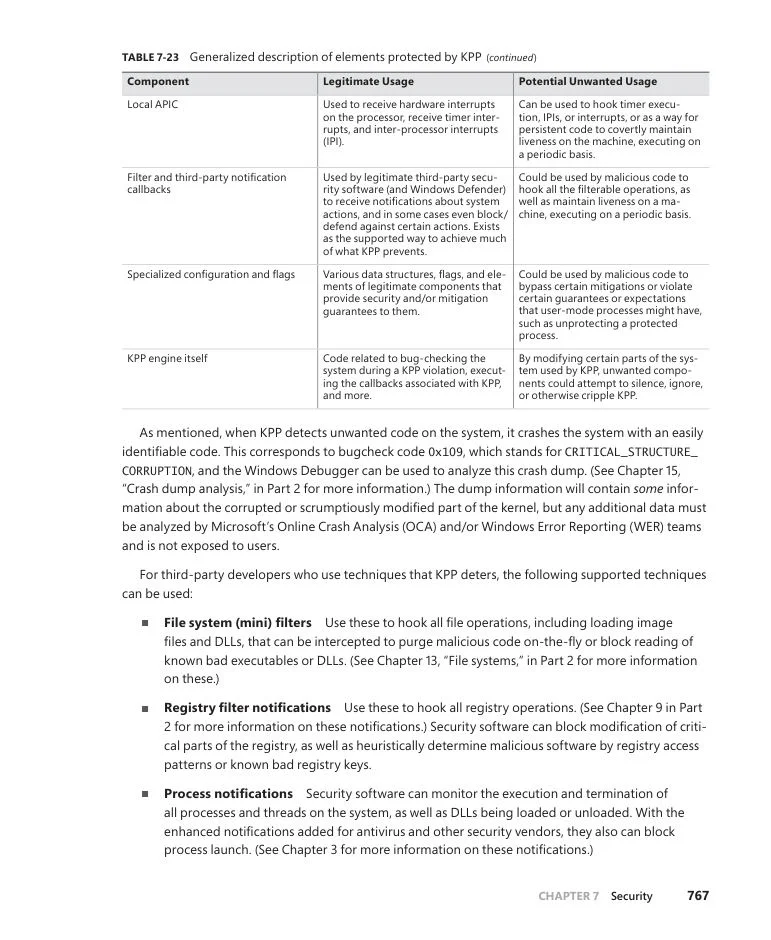 TABLE 7-23 Generalized description of elements protected by KPP (continued)
Component Legitimate Usage Potential Unwanted Usage
Local APIC
Used to receive hardware interrupts
on the processor, receive timer inter-
rupts, and inter-processor interrupts
(IPI).
Can be used to hook timer execu-
tion, IPIs, or interrupts, or as a way for
persistent code to covertly maintain
liveness on the machine, executing on
a periodic basis.
Filter and third-party notification
callbacks
Used by legitimate third-party secu-
rity software (and Windows Defender)
to receive notifications about system
actions, and in some cases even block/
defend against certain actions. Exists
as the supported way to achieve much
of what KPP prevents.
Could be used by malicious code to
hook all the filterable operations, as
well as maintain liveness on a ma-
chine, executing on a periodic basis.
Specialized configuration and flags
Various data structures, flags, and ele-
ments of legitimate components that
provide security and/or mitigation
guarantees to them.
Could be used by malicious code to
bypass certain mitigations or violate
certain guarantees or expectations
that user-mode processes might have,
such as unprotecting a protected
process.
KPP engine itself
Code related to bug-checking the
system during a KPP violation, execut-
ing the callbacks associated with KPP,
and more.
By modifying certain parts of the sys-
tem used by KPP, unwanted compo-
nents could attempt to silence, ignore,
or otherwise cripple KPP.
As mentioned, when KPP detects unwanted code on the system, it crashes the system with an easily
identifiable code. This corresponds to bugcheck code 0x109, which stands for CRITICAL_STRUCTURE_
CORRUPTION, and the Windows Debugger can be used to analyze this crash dump. (See Chapter 15,
“Crash dump analysis,” in Part 2 for more information.) The dump information will contain some infor-
mation about the corrupted or scrumptiously modified part of the kernel, but any additional data must
be analyzed by Microsoft’s Online Crash Analysis (OCA) and/or Windows Error Reporting (WER) teams
and is not exposed to users.
For third-party developers who use techniques that KPP deters, the following supported techniques
can be used:
■ File system (mini) filters Use these to hook all file operations, including loading image
files and DLLs, that can be intercepted to purge malicious code on-the-fly or block reading of
known bad executables or DLLs. (See Chapter 13, “File systems,” in Part 2 for more information
on these.)
■ Registry filter notifications Use these to hook all registry operations. (See Chapter 9 in Part
2 for more information on these notifications.) Security software can block modification of criti-
cal parts of the registry, as well as heuristically determine malicious software by registry access
patterns or known bad registry keys.
■ Process notifications Security software can monitor the execution and termination of
all processes and threads on the system, as well as DLLs being loaded or unloaded. With the
enhanced notifications added for antivirus and other security vendors, they also can block
process launch. (See Chapter 3 for more information on these notifications.)
CHAPTER 7 Security 767